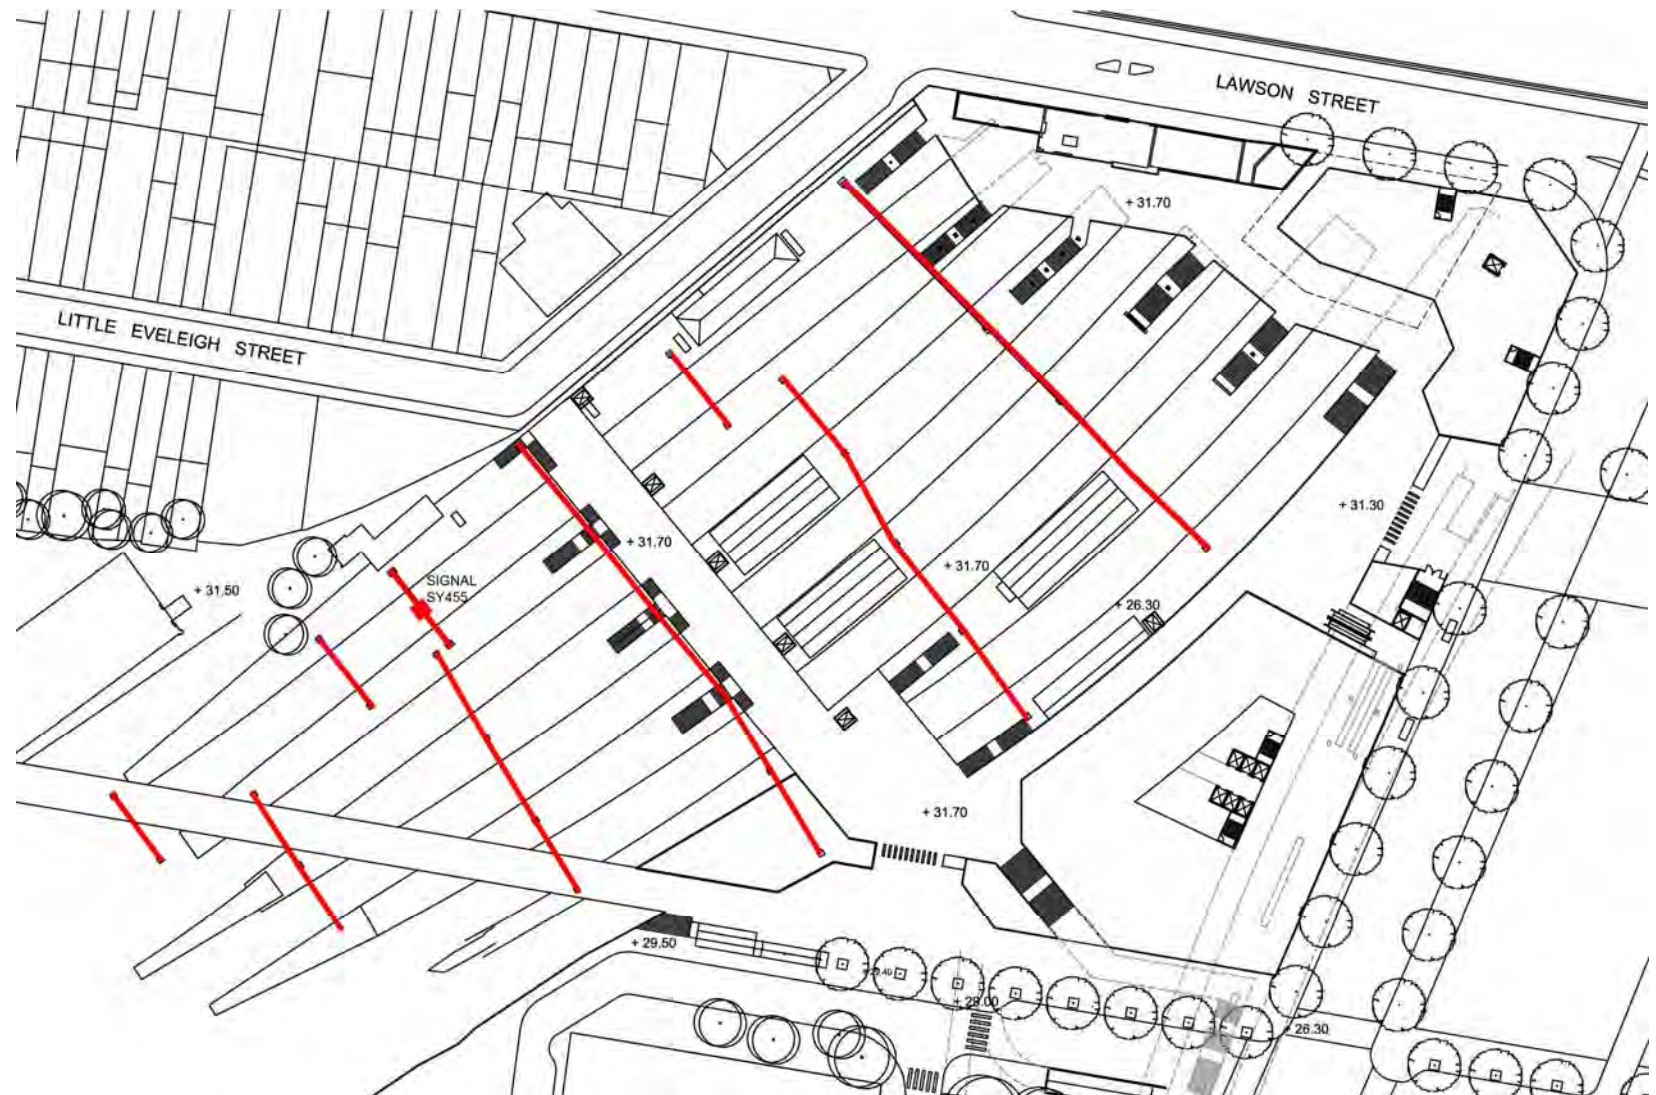 LAWSON STREET
+ 31.70
LITTLE EVELEIGH STREET
+ 31.30
+ 31.70
+ 31.70
SIGNAL
SY455
+ 31.50
+ 26.30
+ 31.70
+ 29.50
+ 28.00
+ 26.30